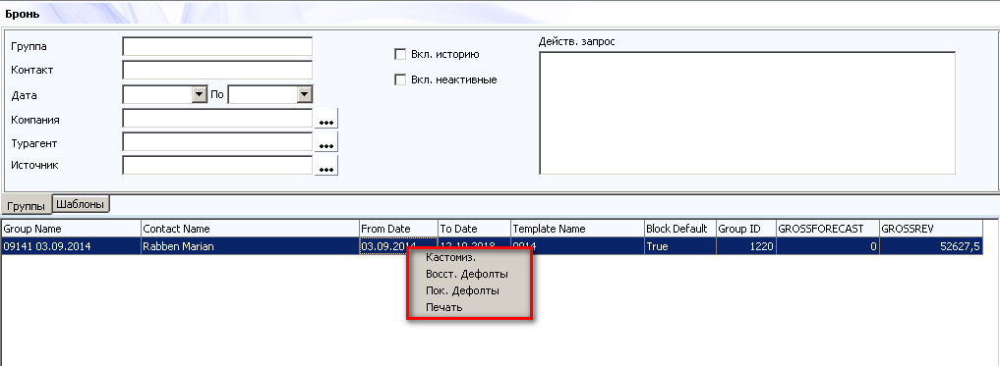 Бронь
Группа
Контакт
Дата По
Компания ...
Турагент ...
Источник ...
Вкл. историю
Вкл. неактивные
Действ. запрос
Группы Шаблоны
Group Name Contact Name From Date To Date Template Name Block Default Group ID GROSSFORECAST GROSSREV
09141 03.09.2014 Rabben Marian 03.09.2014 12.10.2018 0914 True 1220 0 52627,5
Кастомиз.
Восст. Дефолты
Пок. Дефолты
Печать